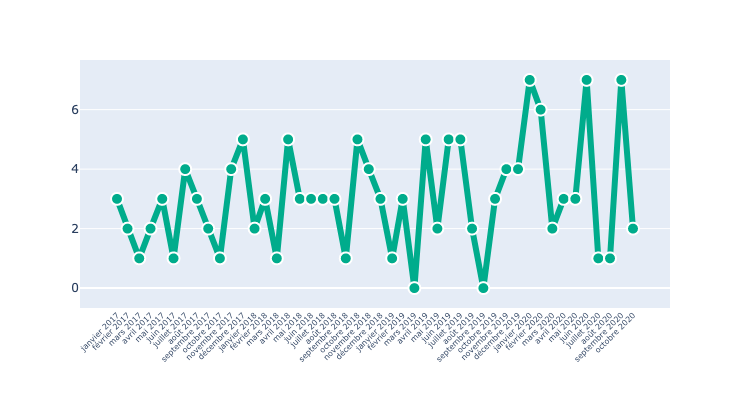 6
4
2
0
janvier 2017
février 2017
mars 2017
avril 2017
mai 2017
juin 2017
juillet 2017
août 2017
septembre 2017
octobre 2017
novembre 2017
décembre 2017
janvier 2018
février 2018
mars 2018
avril 2018
mai 2018
juin 2018
juillet 2018
août 2018
septembre 2018
octobre 2018
novembre 2018
décembre 2018
janvier 2019
février 2019
mars 2019
avril 2019
mai 2019
juin 2019
juillet 2019
août 2019
septembre 2019
octobre 2019
novembre 2019
décembre 2019
janvier 2020
février 2020
mars 2020
avril 2020
mai 2020
juin 2020
juillet 2020
août 2020
septembre 2020
octobre 2020